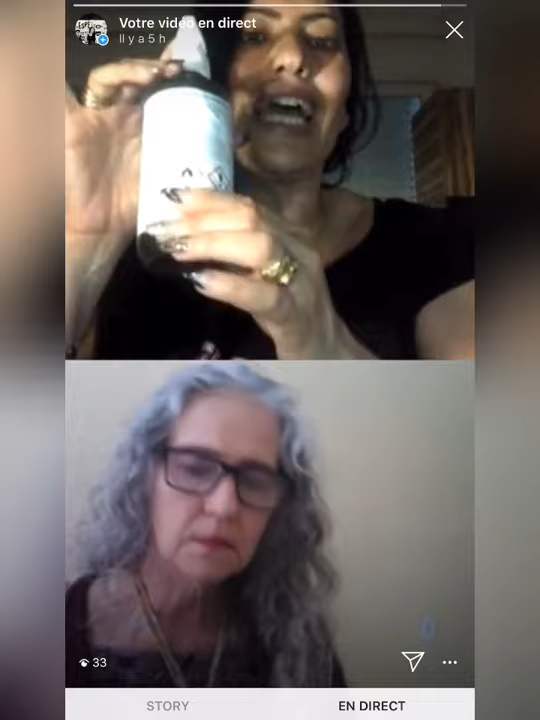 Votre vidéo en direct
Il y a 5 h
33
STORY
EN DIRECT